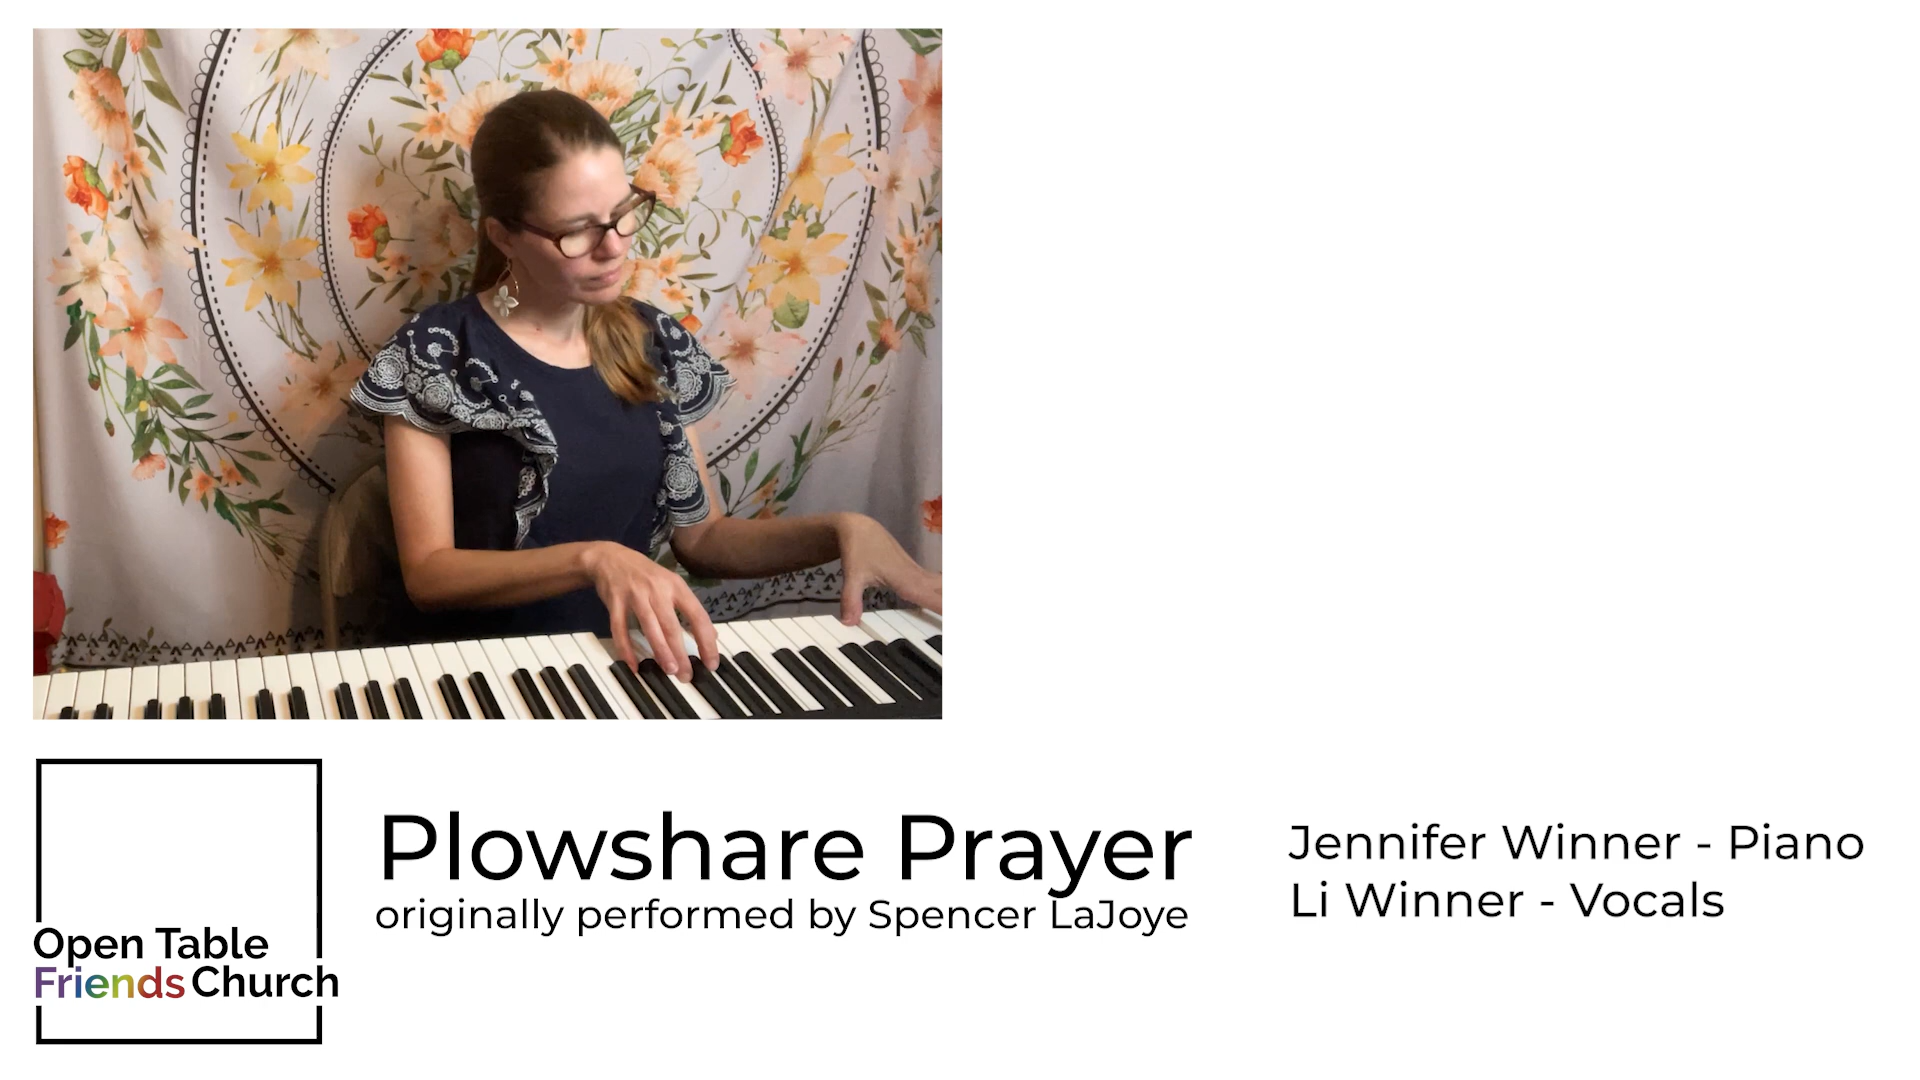 Plowshare Prayer
originally performed by Spencer LaJoye
Jennifer Winner - Piano
Li Winner - Vocals
Open Table
Friends Church